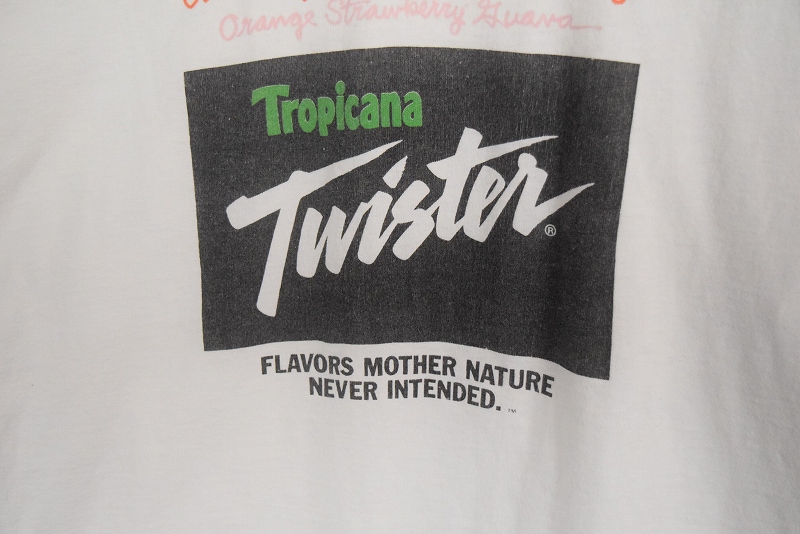 Orange Strawberry Guava
Tropicana
Twister®
FLAVORS MOTHER NATURE
NEVER INTENDED.™